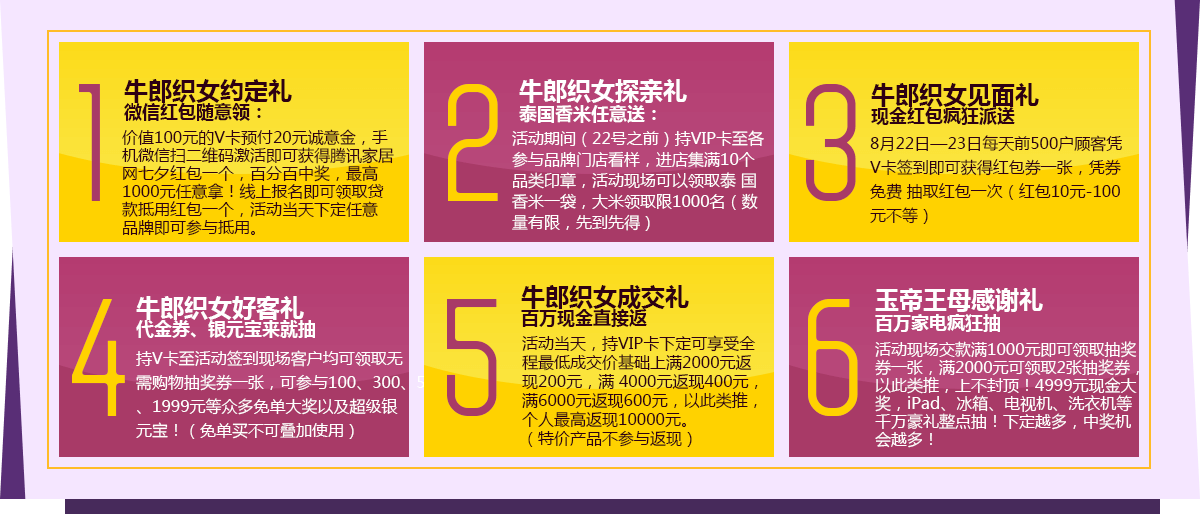 1
牛郎织女约定礼
微信红包随意领：
价值100元的V卡预付20元诚意金，手
机微信扫二维码激活即可获得腾讯家居
网七夕红包一个，百分百中奖，最高
1000元任意拿！线上报名即可领取贷
款抵用红包一个，活动当天下定任意
品牌即可参与抵用。
2
牛郎织女探亲礼
泰国香米任意送：
活动期间（22号之前）持VIP卡至各
参与品牌门店看样，进店集满10个
品类印章，活动现场可以领取泰 国
香米一袋，大米领取限1000名（数
量有限，先到先得）
3
牛郎织女见面礼
现金红包疯狂派送
8月22日—23日每天前500户顾客凭
V卡签到即可获得红包券一张，凭券
免费 抽取红包一次（红包10元-100
元不等）
4
牛郎织女好客礼
代金券、银元宝来就抽
持V卡至活动签到现场客户均可领取无
需购物抽奖券一张，可参与100、300、5
、1999元等众多免单大奖以及超级银
元宝！（免单买不可叠加使用）
5
牛郎织女成交礼
百万现金直接返
活动当天，持VIP卡下定可享受全
程最低成交价基础上满2000元返
现200元，满 4000元返现400元，
满6000元返现600元，以此类推，
个人最高返现10000元。
（特价产品不参与返现）
6
玉帝王母感谢礼
百万家电疯狂抽
活动现场交款满1000元即可领取抽奖
券一张，满2000元可领取2张抽奖券，
以此类推，上不封顶！4999元现金大
奖，iPad、冰箱、电视机、洗衣机等
千万豪礼整点抽！下定越多，中奖机
会越多！